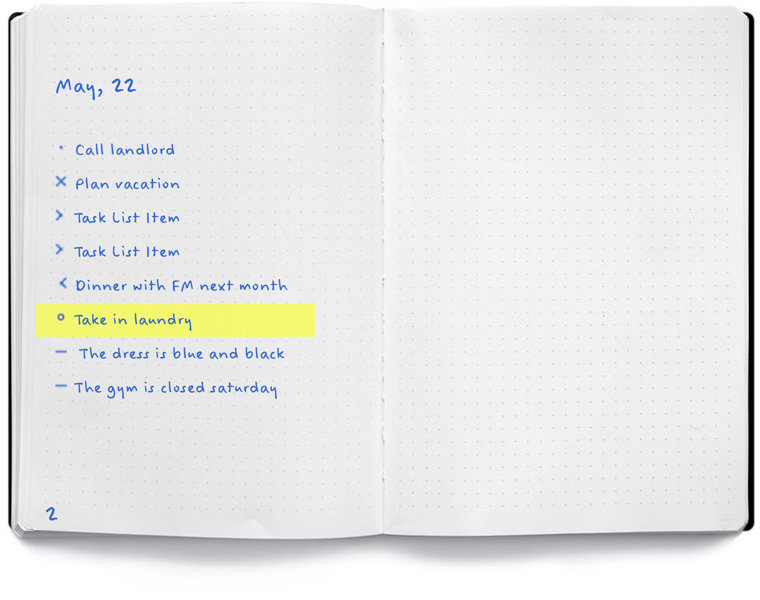 May, 22
· Call landlord
× Plan vacation
> Task List Item
> Task List Item
< Dinner with FM next month
o Take in laundry
– The dress is blue and black
– The gym is closed saturday
2